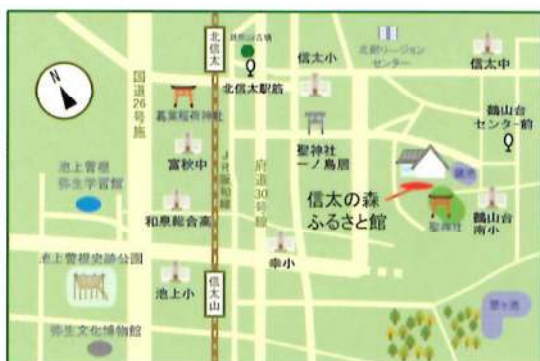 N
国道26号施
北信太
北信太駅筋
信太小
北部リージョン
センター
信太中
鶴山台
センター前
葛葉稲荷神社
聖神社
一ノ鳥居
富秋中
JR阪和線
府道30号線
池上曽根
弥生学習館
鏡池
信太の森
ふるさと館
和泉総合高
聖神社
鶴山台
南小
幸小
池上曽根史跡公園
池上小
信太山
弥生文化博物館